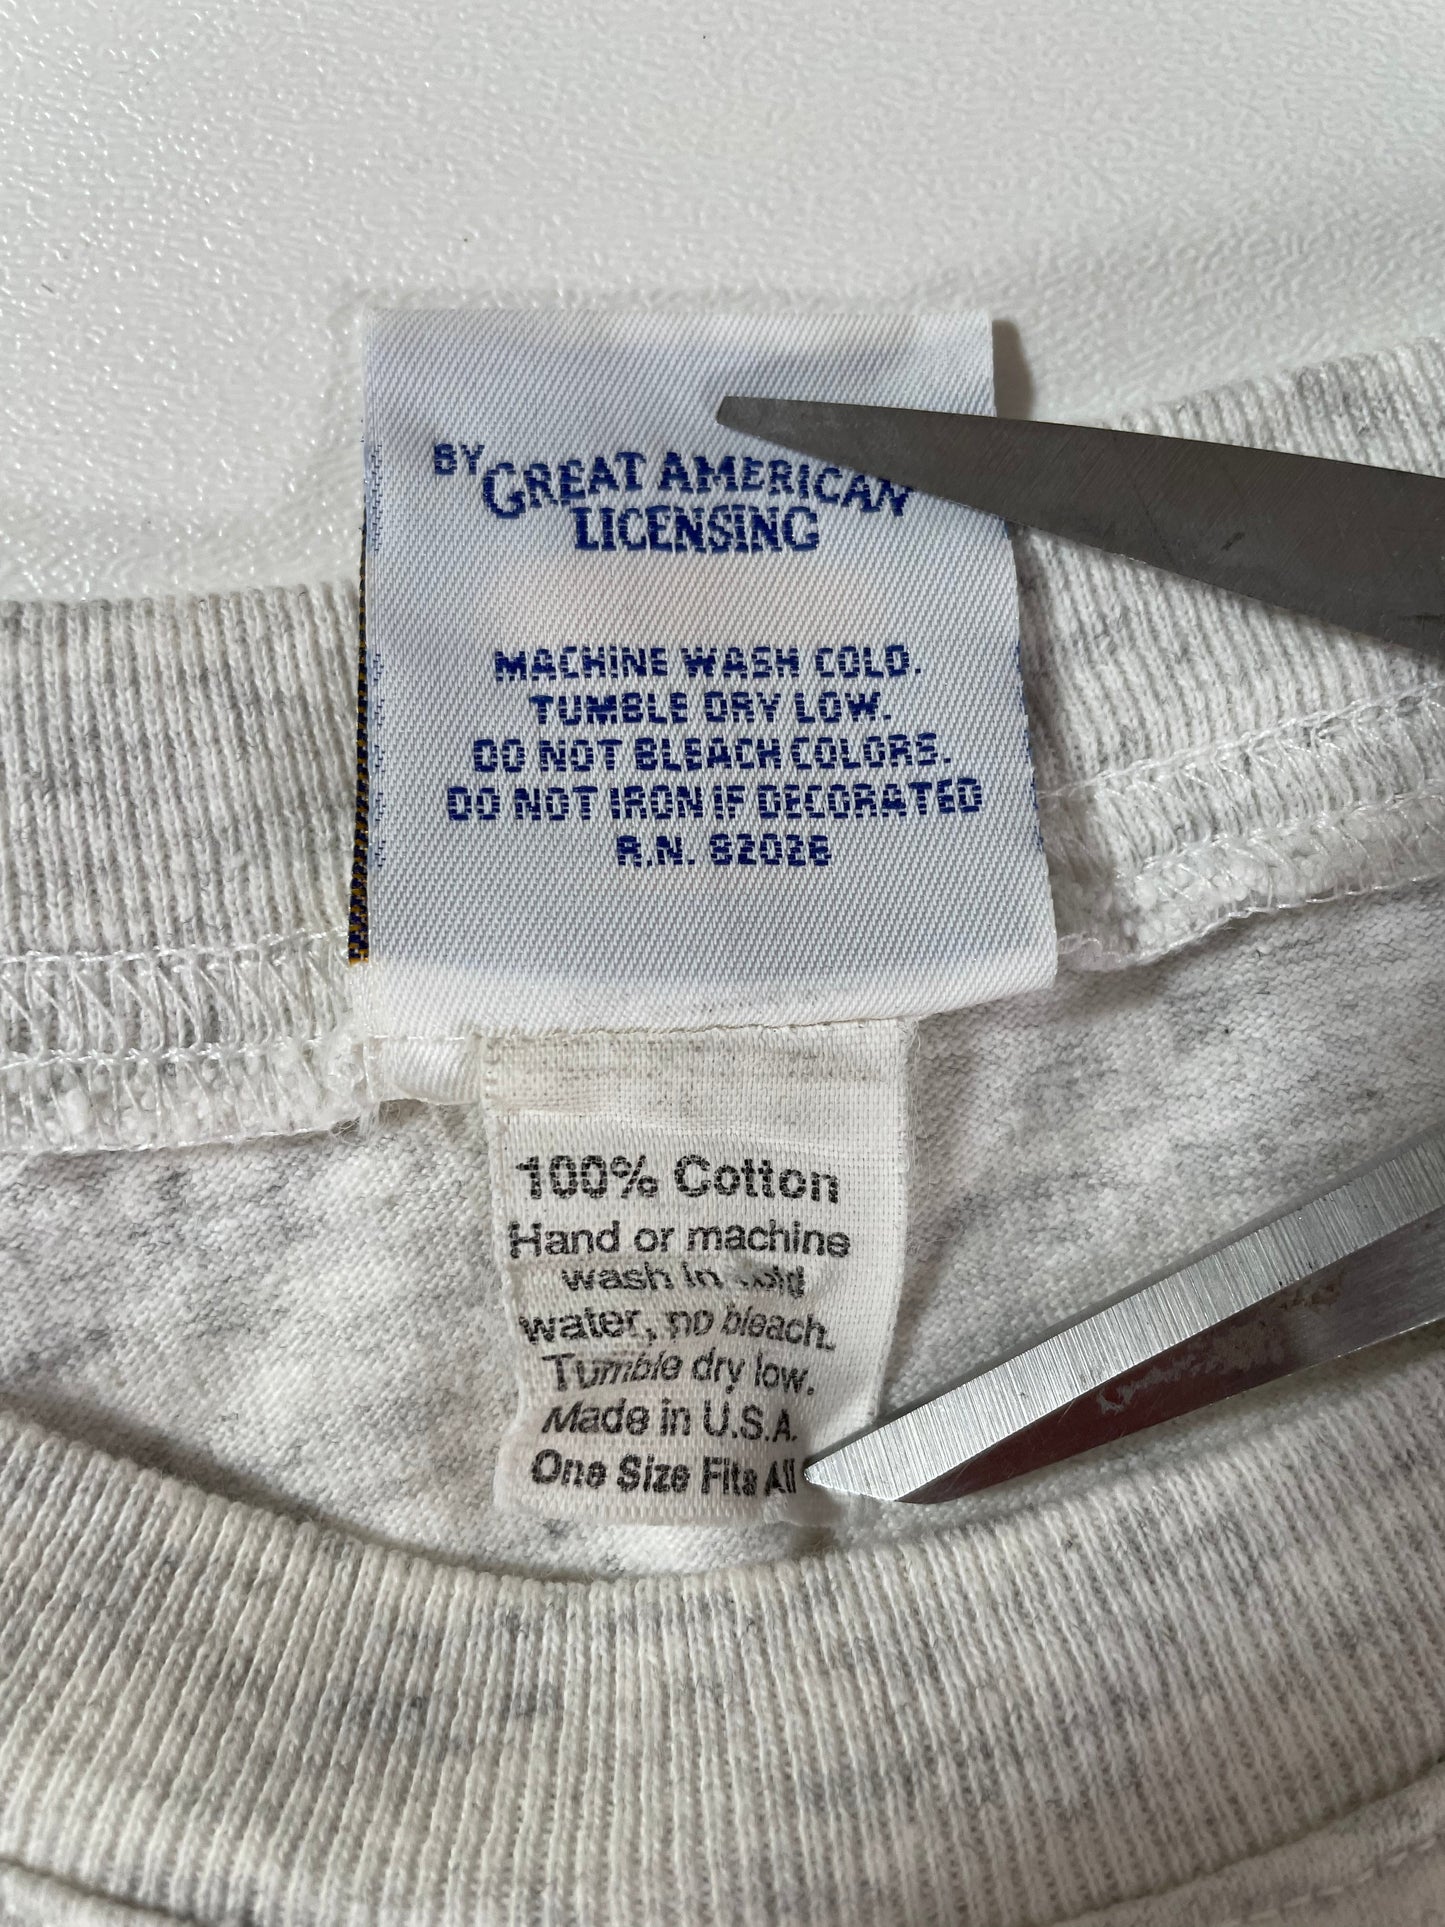 BY GREAT AMERICAN
LICENSING
MACHINE WASH COLD.
TUMBLE DRY LOW.
DO NOT BLEACH COLORS.
DO NOT IRON IF DECORATED
R.N. 82026
100% Cotton
Hand or machine
wash in cold
water, no bleach.
Tumble dry low.
Made in U.S.A.
One Size Fits All